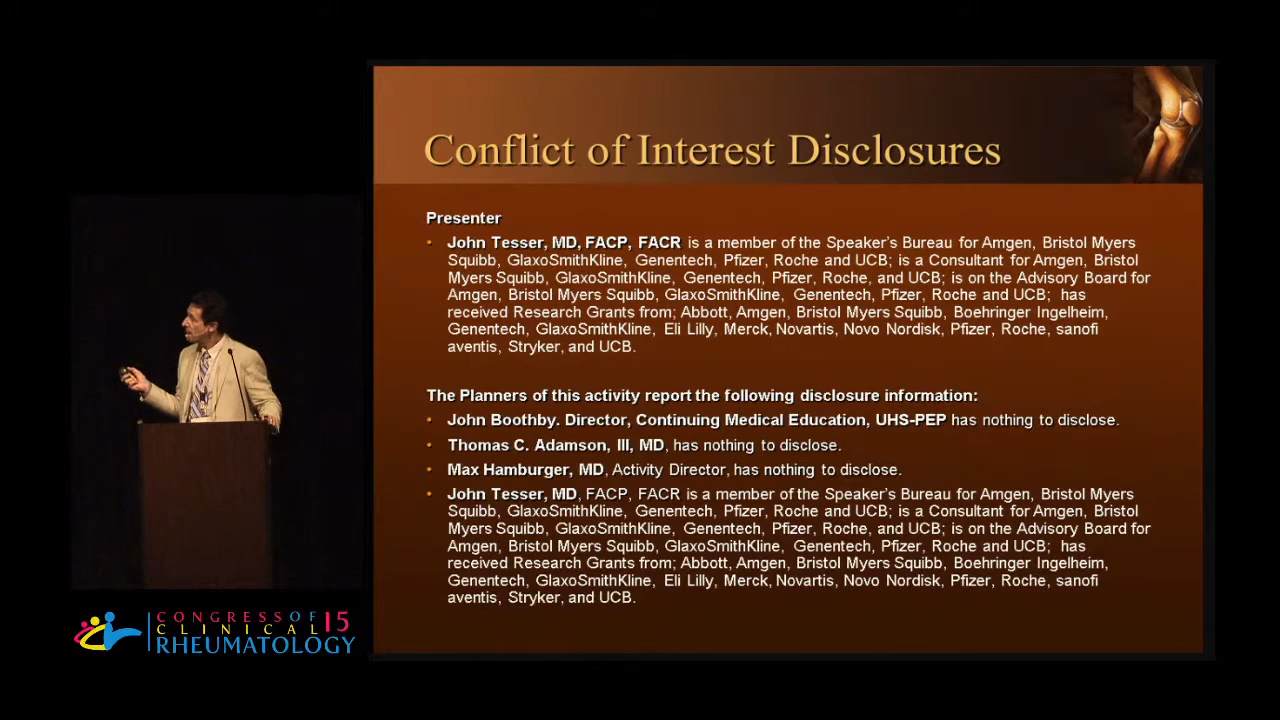 Conflict of Interest Disclosures
Presenter
• John Tesser, MD, FACP, FACR is a member of the Speaker's Bureau for Amgen, Bristol Myers
Squibb, GlaxoSmithKline, Genentech, Pfizer, Roche and UCB; is a Consultant for Amgen, Bristol
Myers Squibb, GlaxoSmithKline, Genentech, Pfizer, Roche, and UCB; is on the Advisory Board for
Amgen, Bristol Myers Squibb, GlaxoSmithKline, Genentech, Pfizer, Roche and UCB; has
received Research Grants from; Abbott, Amgen, Bristol Myers Squibb, Boehringer Ingelheim,
Genentech, GlaxoSmithKline, Eli Lilly, Merck, Novartis, Novo Nordisk, Pfizer, Roche, sanofi
aventis, Stryker, and UCB.
The Planners of this activity report the following disclosure information:
• John Boothby. Director, Continuing Medical Education, UHS-PEP has nothing to disclose.
• Thomas C. Adamson, III, MD, has nothing to disclose.
• Max Hamburger, MD, Activity Director, has nothing to disclose.
• John Tesser, MD, FACP, FACR is a member of the Speaker's Bureau for Amgen, Bristol Myers
Squibb, GlaxoSmithKline, Genentech, Pfizer, Roche and UCB; is a Consultant for Amgen, Bristol
Myers Squibb, GlaxoSmithKline, Genentech, Pfizer, Roche, and UCB; is on the Advisory Board for
Amgen, Bristol Myers Squibb, GlaxoSmithKline, Genentech, Pfizer, Roche and UCB; has
received Research Grants from; Abbott, Amgen, Bristol Myers Squibb, Boehringer Ingelheim,
Genentech, GlaxoSmithKline, Eli Lilly, Merck, Novartis, Novo Nordisk, Pfizer, Roche, sanofi
aventis, Stryker, and UCB.
CONGRESS OF 15
CLINICAL
RHEUMATOLOGY